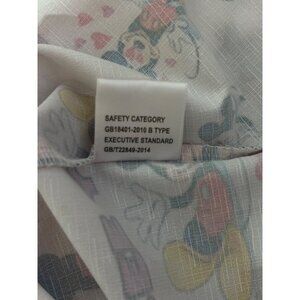 SAFETY CATEGORY
GB18401-2010 B TYPE
EXECUTIVE STANDARD
GB/T22849-2014